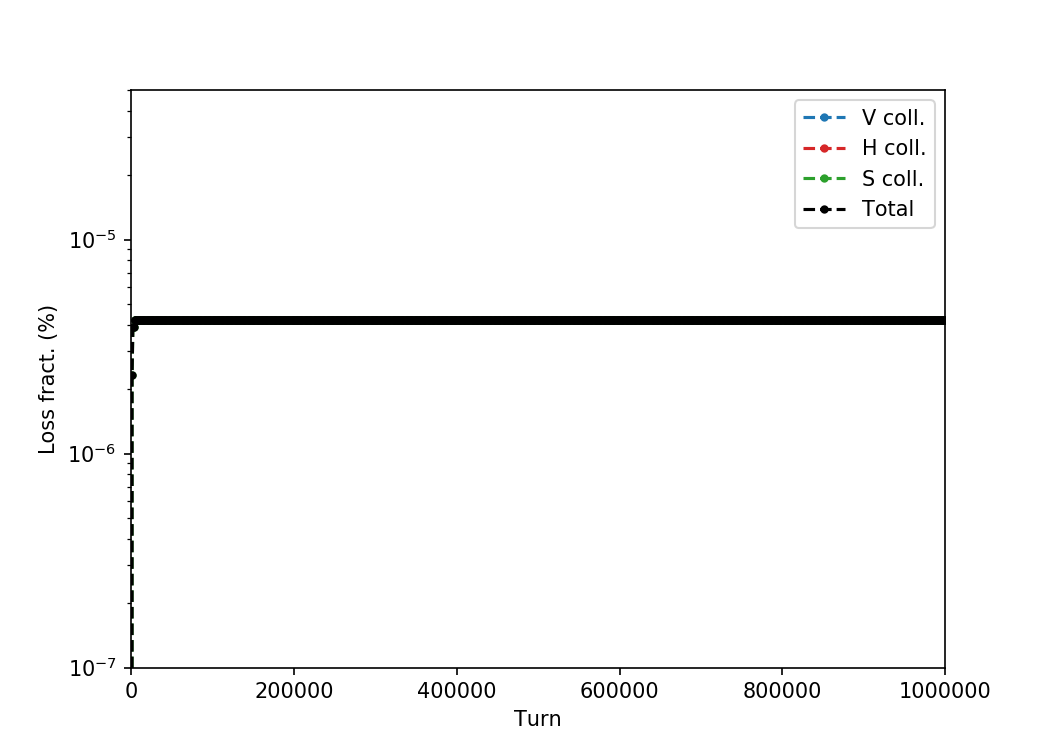 V coll.
H coll.
S coll.
Total
10⁻⁵
10⁻⁶
10⁻⁷
Loss fract. (%)
0 200000 400000 600000 800000 1000000
Turn